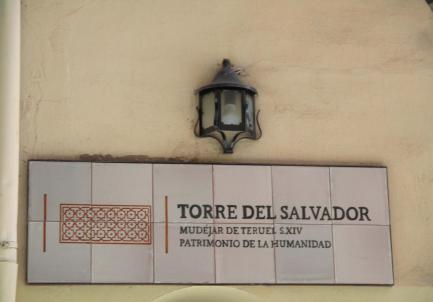 TORRE DEL SALVADOR
MUDÉJAR DE TERUEL S.XIV
PATRIMONIO DE LA HUMANIDAD